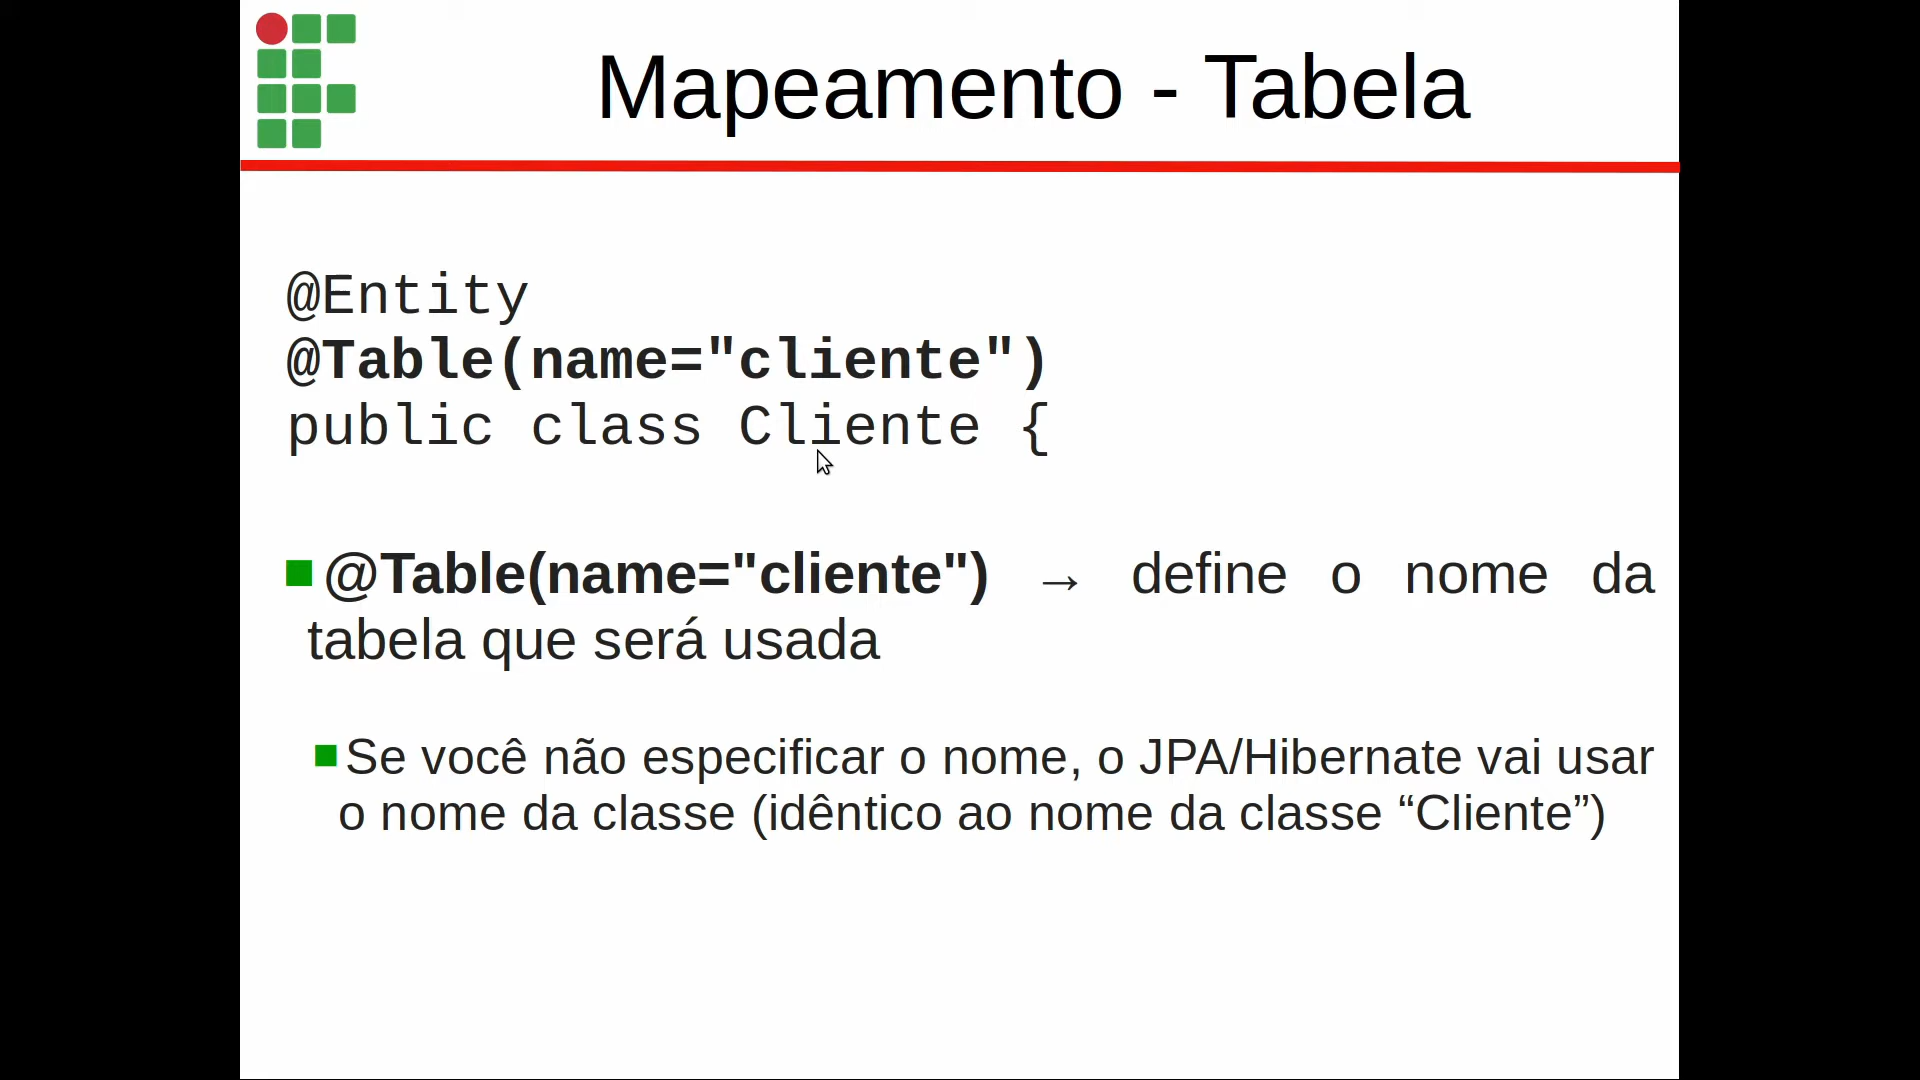 Mapeamento - Tabela
@Entity
@Table(name="cliente")
public class Cliente {
@Table(name="cliente") → define o nome da
tabela que será usada
Se você não especificar o nome, o JPA/Hibernate vai usar
o nome da classe (idêntico ao nome da classe “Cliente”)